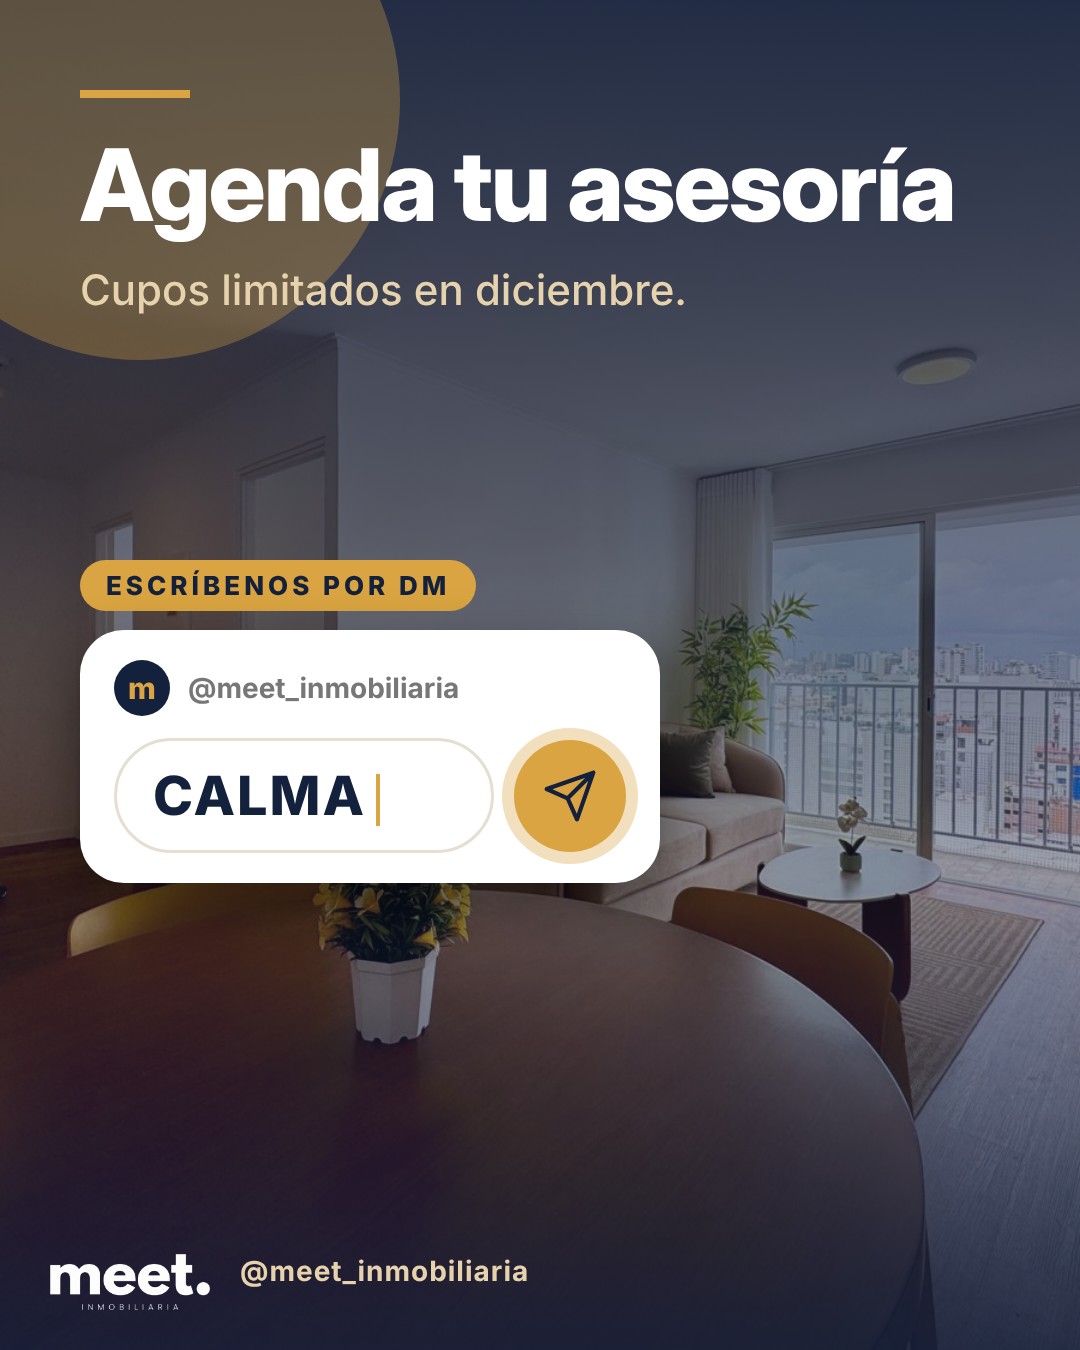 Agenda tu asesoría
Cupos limitados en diciembre.
ESCRÍBENOS POR DM
m @meet_inmobiliaria
CALMA
meet. @meet_inmobiliaria
INMOBILIARIA